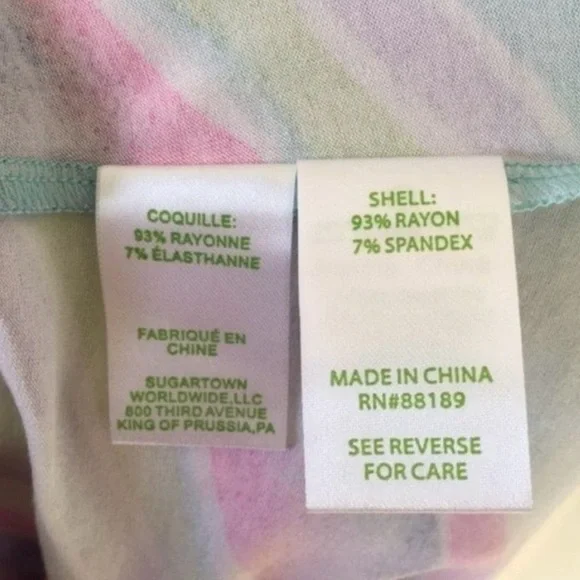 COQUILLE:
93% RAYONNE
7% ÉLASTHANNE
FABRIQUÉ EN
CHINE
SUGARTOWN
WORLDWIDE,LLC
800 THIRD AVENUE
KING OF PRUSSIA,PA
SHELL:
93% RAYON
7% SPANDEX
MADE IN CHINA
RN#88189
SEE REVERSE
FOR CARE